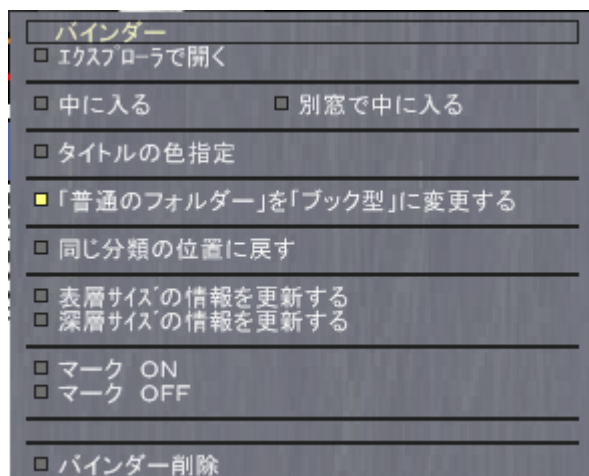 バインダー
エクスプローラで開く
中に入る 別窓で中に入る
タイトルの色指定
「普通のフォルダー」を「ブック型」に変更する
同じ分類の位置に戻す
表層サイズの情報を更新する
深層サイズの情報を更新する
マーク ON
マーク OFF
バインダー削除